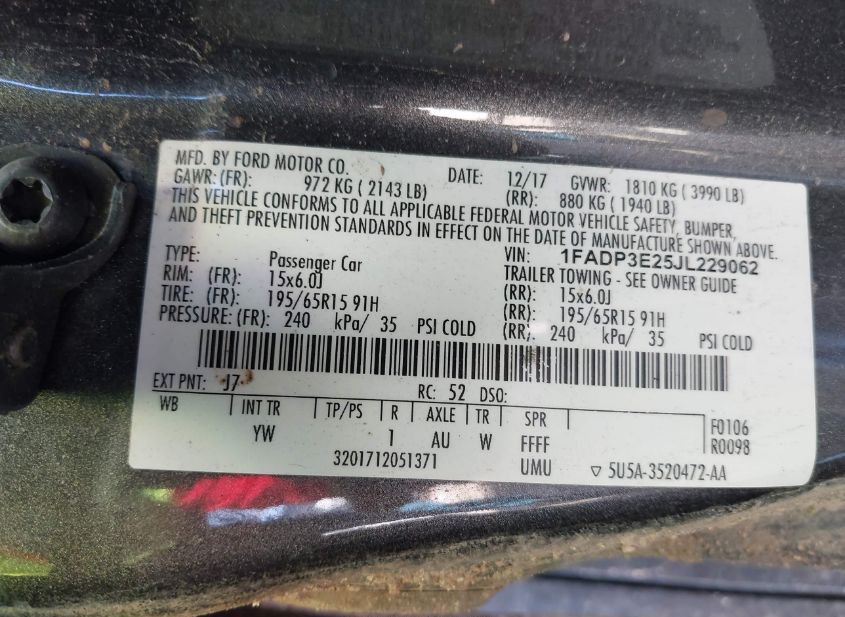 MFD. BY FORD MOTOR CO. DATE: 12/17 GVWR: 1810 KG ( 3990 LB)
GAWR: (FR): 972 KG ( 2143 LB) (RR): 880 KG ( 1940 LB)
THIS VEHICLE CONFORMS TO ALL APPLICABLE FEDERAL MOTOR VEHICLE SAFETY, BUMPER,
AND THEFT PREVENTION STANDARDS IN EFFECT ON THE DATE OF MANUFACTURE SHOWN ABOVE.
VIN: 1FADP3E25JL229062
TYPE: Passenger Car TRAILER TOWING - SEE OWNER GUIDE
RIM: (FR): 15x6.0J (RR): 15x6.0J
TIRE: (FR): 195/65R15 91H (RR): 195/65R15 91H
PRESSURE: (FR): 240 kPa/ 35 PSI COLD (RR): 240 kPa/ 35 PSI COLD
EXT PNT: J7 RC: 52 DSO:
WB INT TR TP/PS R AXLE TR SPR F0106
YW 1 AU W FFFF R0098
3201712051371 UMU ▽ 5U5A-3520472-AA